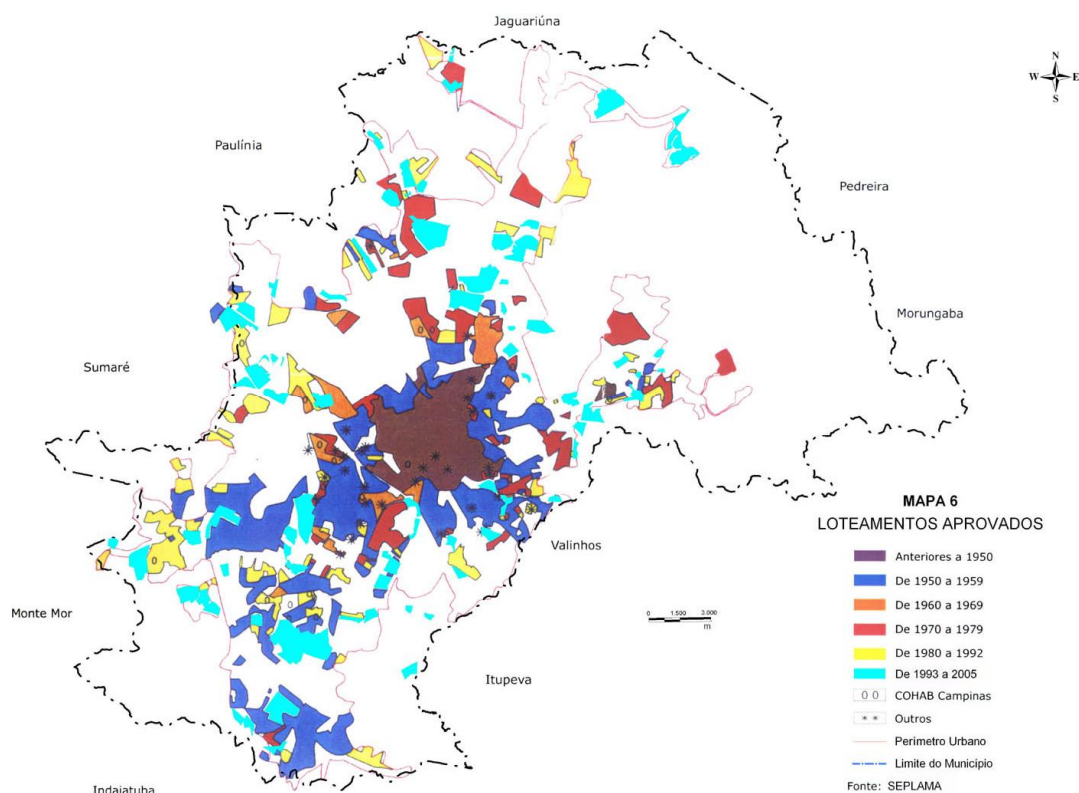 Jaguariúna
N
W E
S
Paulínia
Pedreira
Morungaba
Sumaré
Valinhos
Monte Mor
Itupeva
Indaiatuba
MAPA 6
LOTEAMENTOS APROVADOS
Anteriores a 1950
De 1950 a 1959
De 1960 a 1969
De 1970 a 1979
De 1980 a 1992
De 1993 a 2005
0 0 COHAB Campinas
* * Outros
Perimetro Urbano
Limite do Municipio
Fonte: SEPLAMA
0 1.500 3.000
m